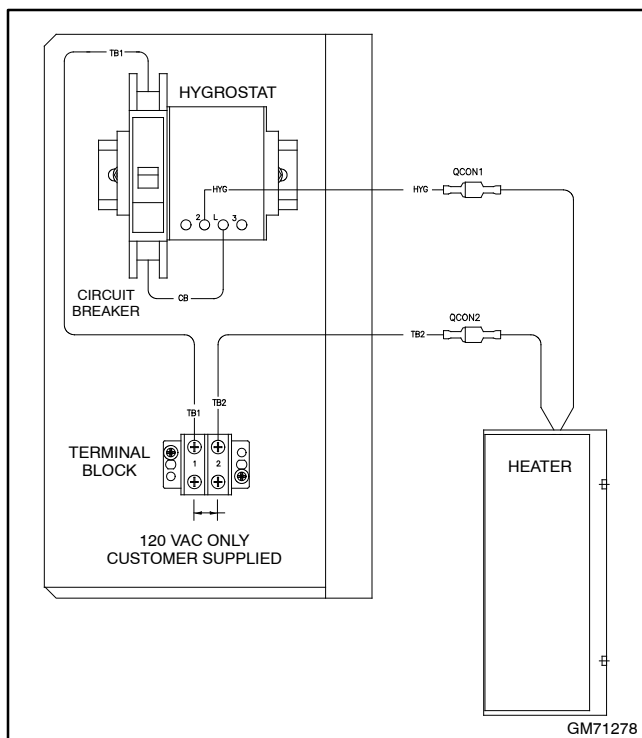 TB1
HYGROSTAT
HYG
HYG
QCON1
2 L 3
CB
CIRCUIT
BREAKER
QCON2
TB2
TB1
TB2
TERMINAL
BLOCK
1 2
HEATER
120 VAC ONLY
CUSTOMER SUPPLIED
GM71278